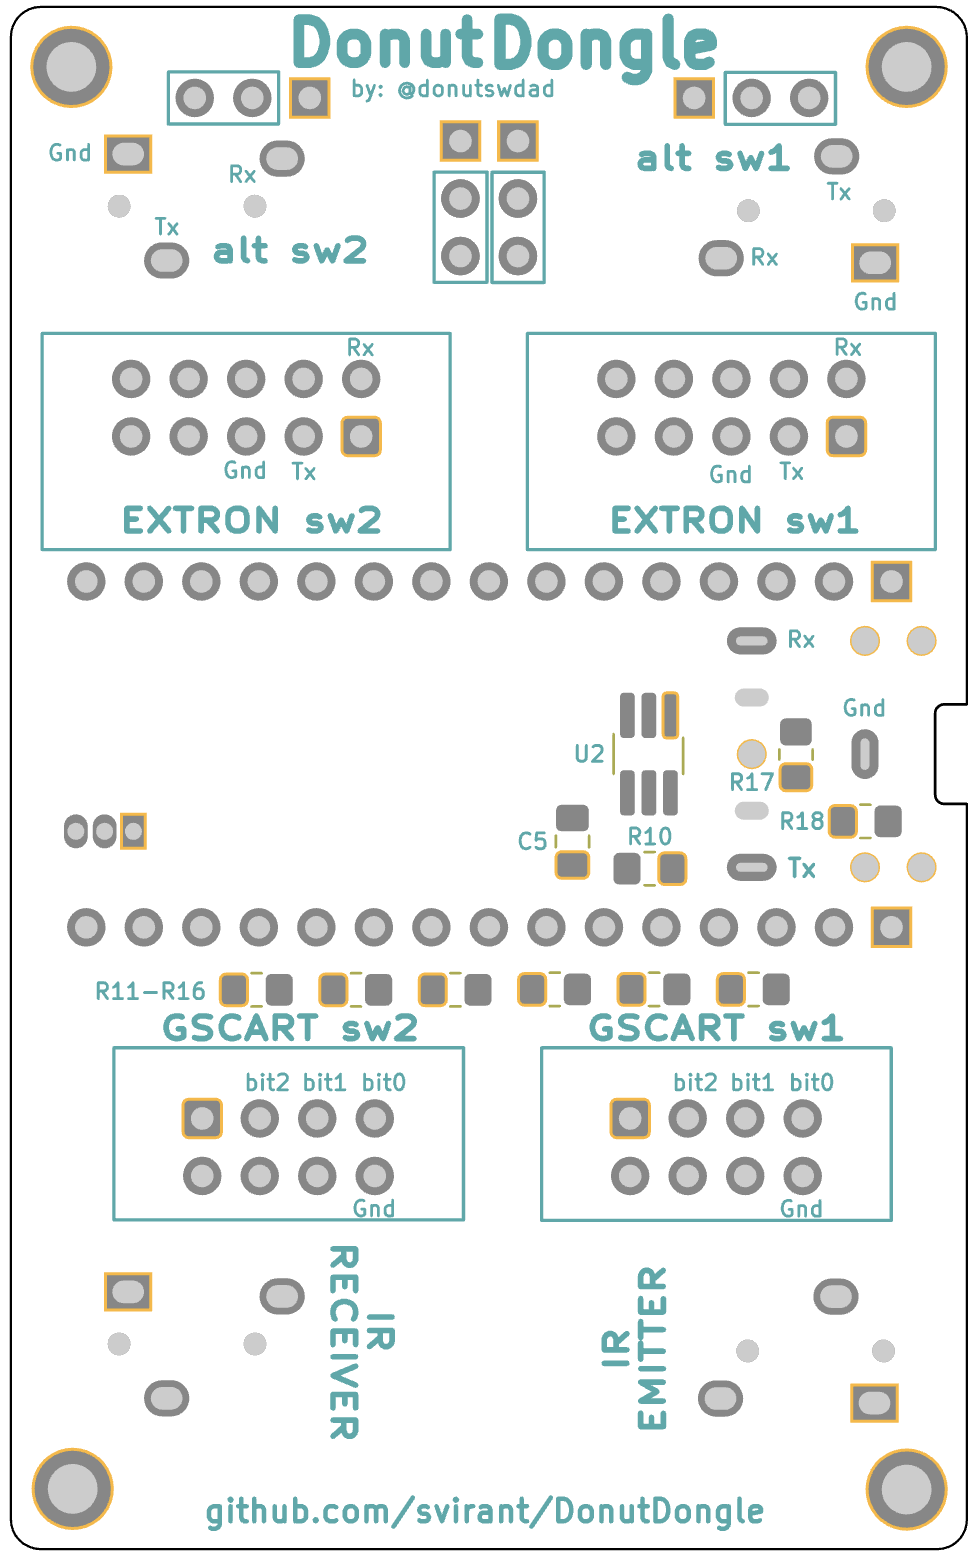 DonutDongle
by: @donutswdad
Gnd
Rx
Tx
alt sw2
alt sw1
Tx
Rx
Gnd
Rx
Gnd Tx
EXTRON sw2
Rx
Gnd Tx
EXTRON sw1
Rx
Gnd
U2
R17
R18
C5
R10
Tx
R11-R16
GSCART sw2
GSCART sw1
bit2 bit1 bit0
Gnd
bit2 bit1 bit0
Gnd
IR
RECEIVER
IR
EMITTER
github.com/svirant/DonutDongle